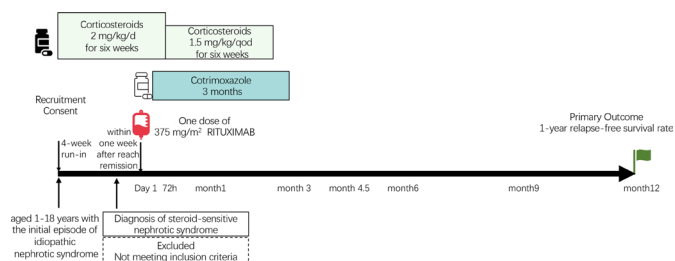 Corticosteroids
2 mg/kg/d
for six weeks
Corticosteroids
1.5 mg/kg/qod
for six weeks
Cotrimoxazole
3 months
Recruitment
Consent
One dose of
375 mg/m² RITUXIMAB
Primary Outcome
1-year relapse-free survival rate
4-week
run-in
within
one week
after reach
remission
Day 1 72h month1 month 3 month 4.5 month6 month9 month12
aged 1-18 years with
the initial episode of
idiopathic
nephrotic syndrome
Diagnosis of steroid-sensitive
nephrotic syndrome
Excluded
Not meeting inclusion criteria